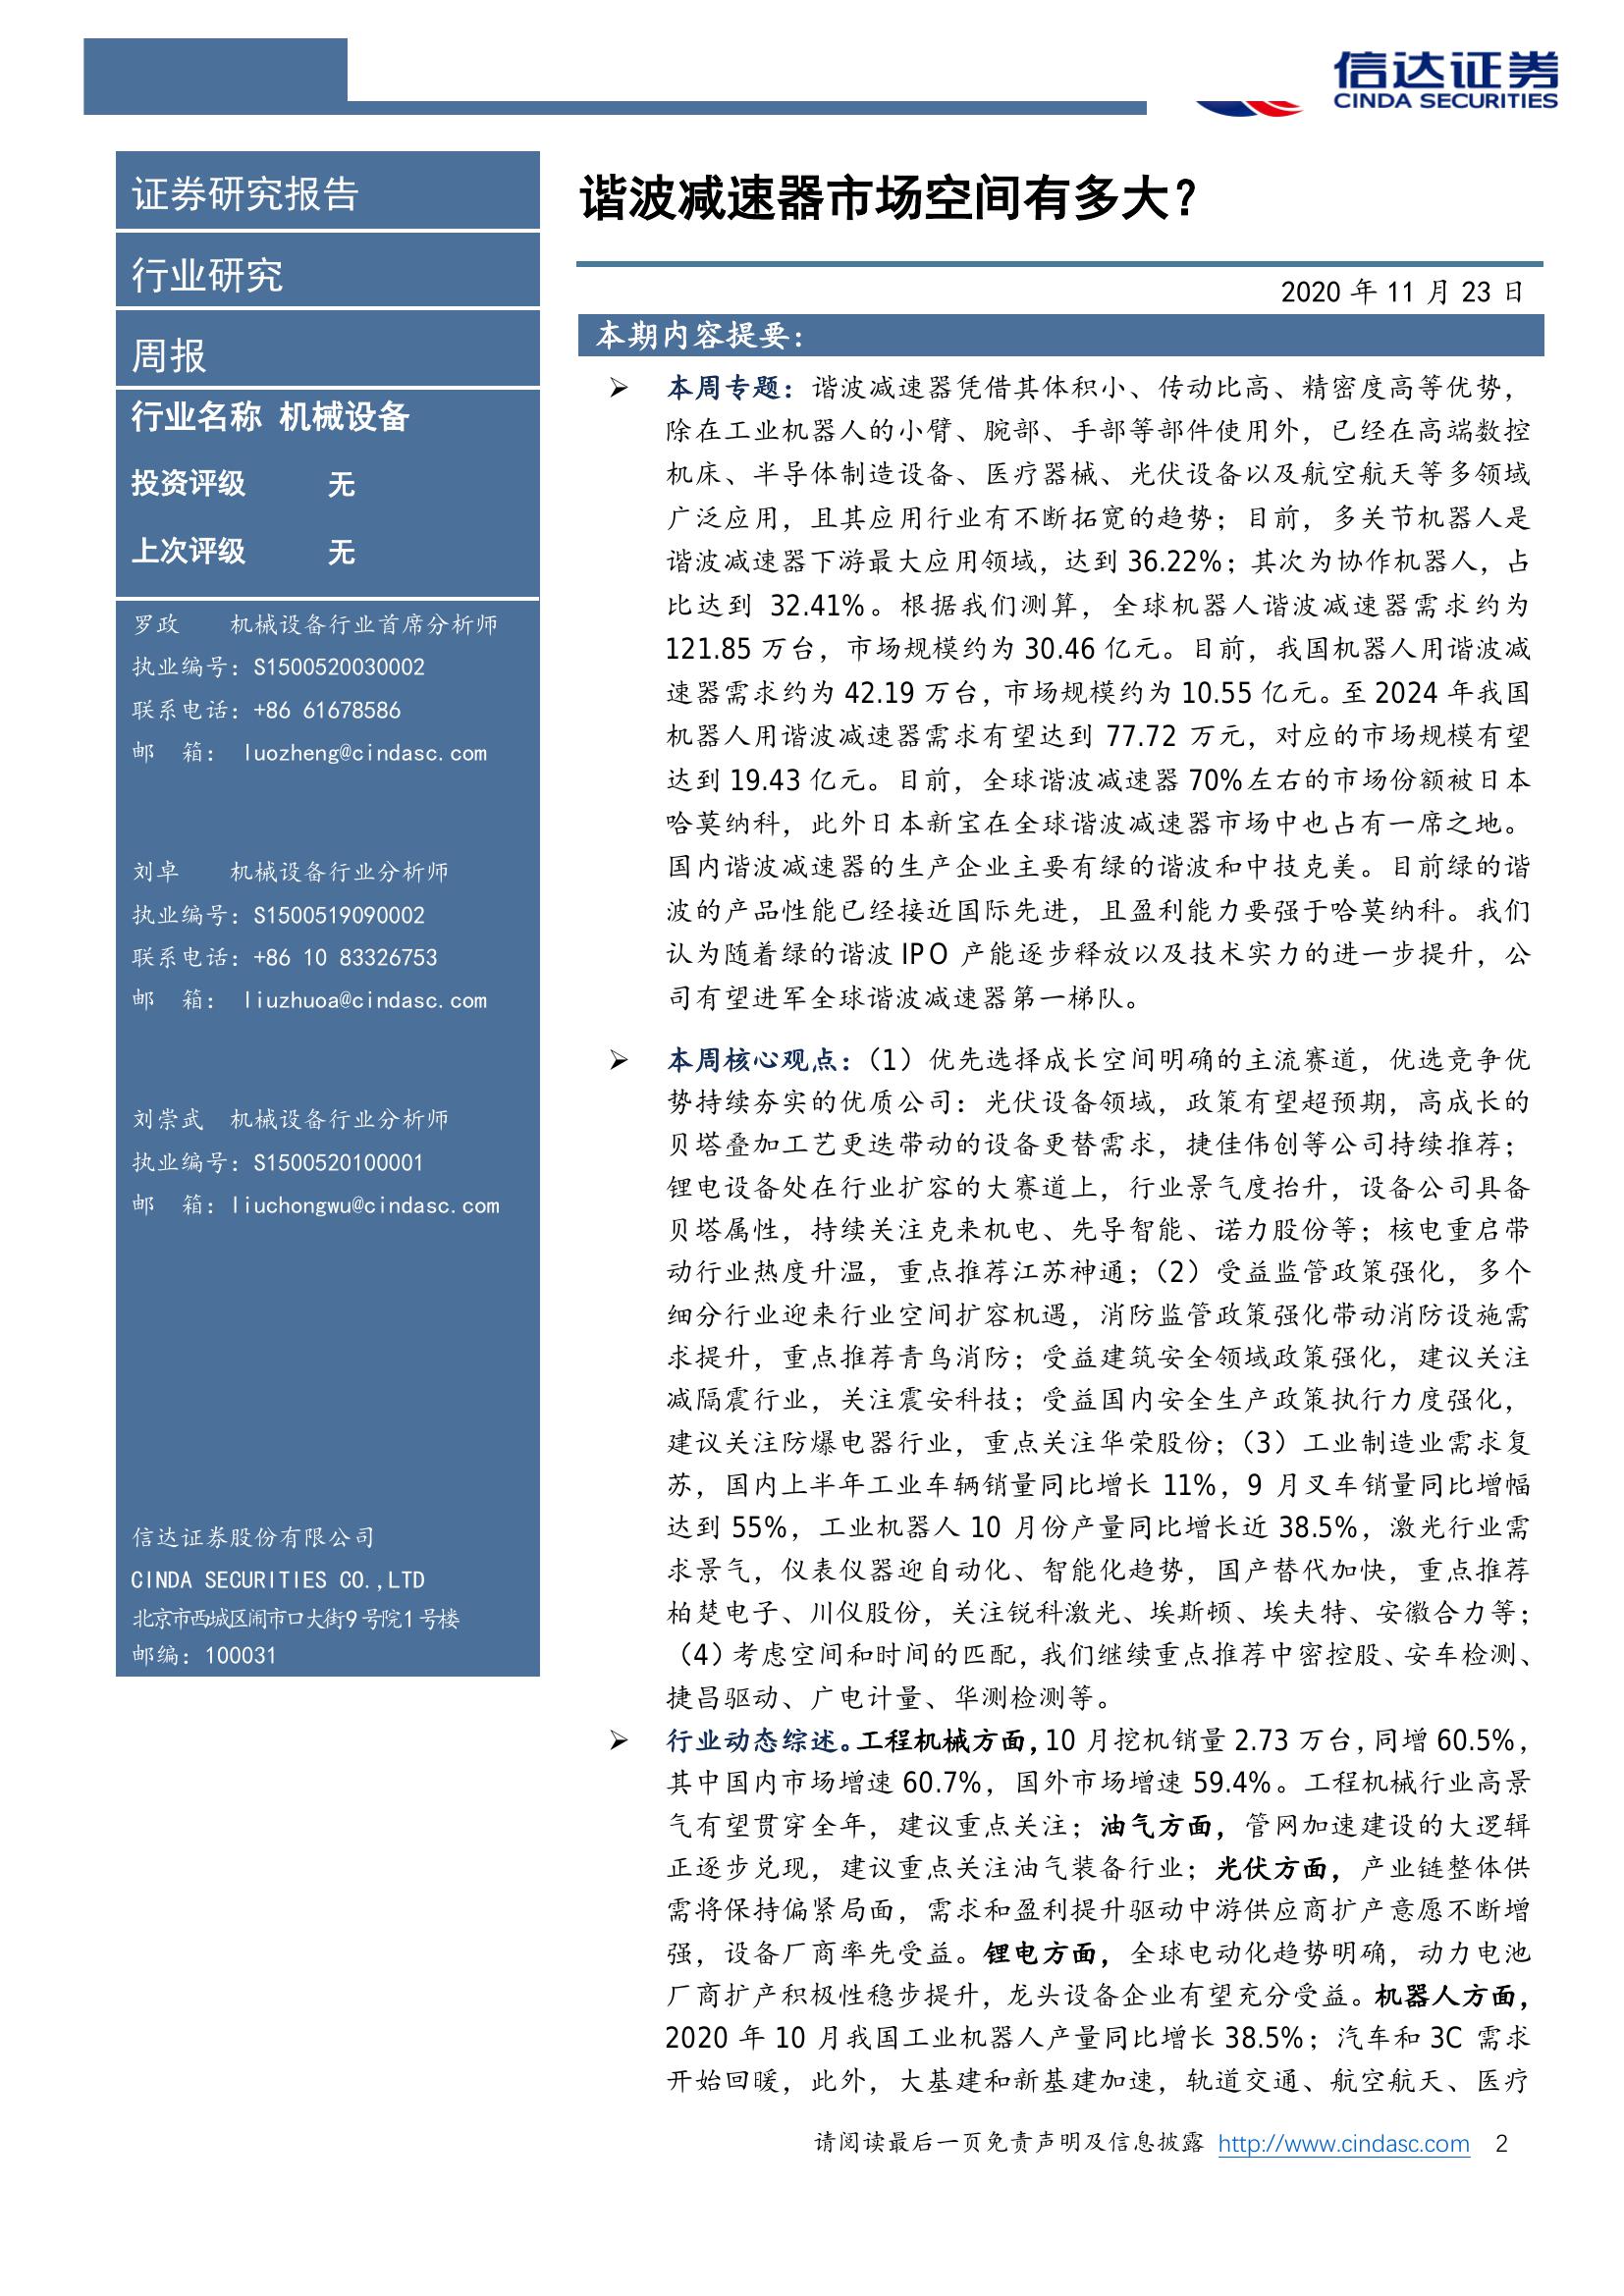 信达证券
CINDA SECURITIES
证券研究报告
行业研究
周报
行业名称 机械设备
投资评级 无
上次评级 无
罗政 机械设备行业首席分析师
执业编号：S1500520030002
联系电话：+86 61678586
邮 箱： luozheng@cindasc.com
刘卓 机械设备行业分析师
执业编号：S1500519090002
联系电话：+86 10 83326753
邮 箱： liuzhuoa@cindasc.com
刘崇武 机械设备行业分析师
执业编号：S1500520100001
邮 箱：liuchongwu@cindasc.com
信达证券股份有限公司
CINDA SECURITIES CO.,LTD
北京市西城区闹市口大街9号院1号楼
邮编：100031
谐波减速器市场空间有多大？
2020 年 11 月 23 日
本期内容提要：
➢ 本周专题：谐波减速器凭借其体积小、传动比高、精密度高等优势，
除在工业机器人的小臂、腕部、手部等部件使用外，已经在高端数控
机床、半导体制造设备、医疗器械、光伏设备以及航空航天等多领域
广泛应用，且其应用行业有不断拓宽的趋势；目前，多关节机器人是
谐波减速器下游最大应用领域，达到 36.22%；其次为协作机器人，占
比达到 32.41%。根据我们测算，全球机器人谐波减速器需求约为
121.85 万台，市场规模约为 30.46 亿元。目前，我国机器人用谐波减
速器需求约为 42.19 万台，市场规模约为 10.55 亿元。至 2024 年我国
机器人用谐波减速器需求有望达到 77.72 万元，对应的市场规模有望
达到 19.43 亿元。目前，全球谐波减速器 70%左右的市场份额被日本
哈莫纳科，此外日本新宝在全球谐波减速器市场中也占有一席之地。
国内谐波减速器的生产企业主要有绿的谐波和中技克美。目前绿的谐
波的产品性能已经接近国际先进，且盈利能力要强于哈莫纳科。我们
认为随着绿的谐波 IPO 产能逐步释放以及技术实力的进一步提升，公
司有望进军全球谐波减速器第一梯队。
➢ 本周核心观点：（1）优先选择成长空间明确的主流赛道，优选竞争优
势持续夯实的优质公司：光伏设备领域，政策有望超预期，高成长的
贝塔叠加工艺更迭带动的设备更替需求，捷佳伟创等公司持续推荐；
锂电设备处在行业扩容的大赛道上，行业景气度抬升，设备公司具备
贝塔属性，持续关注克来机电、先导智能、诺力股份等；核电重启带
动行业热度升温，重点推荐江苏神通；（2）受益监管政策强化，多个
细分行业迎来行业空间扩容机遇，消防监管政策强化带动消防设施需
求提升，重点推荐青鸟消防；受益建筑安全领域政策强化，建议关注
减隔震行业，关注震安科技；受益国内安全生产政策执行力度强化，
建议关注防爆电器行业，重点关注华荣股份；（3）工业制造业需求复
苏，国内上半年工业车辆销量同比增长 11%，9 月叉车销量同比增幅
达到 55%，工业机器人 10 月份产量同比增长近 38.5%，激光行业需
求景气，仪表仪器迎自动化、智能化趋势，国产替代加快，重点推荐
柏楚电子、川仪股份，关注锐科激光、埃斯顿、埃夫特、安徽合力等；
（4）考虑空间和时间的匹配，我们继续重点推荐中密控股、安车检测、
捷昌驱动、广电计量、华测检测等。
➢ 行业动态综述。工程机械方面，10 月挖机销量 2.73 万台，同增 60.5%，
其中国内市场增速 60.7%，国外市场增速 59.4%。工程机械行业高景
气有望贯穿全年，建议重点关注；油气方面，管网加速建设的大逻辑
正逐步兑现，建议重点关注油气装备行业；光伏方面，产业链整体供
需将保持偏紧局面，需求和盈利提升驱动中游供应商扩产意愿不断增
强，设备厂商率先受益。锂电方面，全球电动化趋势明确，动力电池
厂商扩产积极性稳步提升，龙头设备企业有望充分受益。机器人方面，
2020 年 10 月我国工业机器人产量同比增长 38.5%；汽车和 3C 需求
开始回暖，此外，大基建和新基建加速，轨道交通、航空航天、医疗
请阅读最后一页免责声明及信息披露 http://www.cindasc.com 2